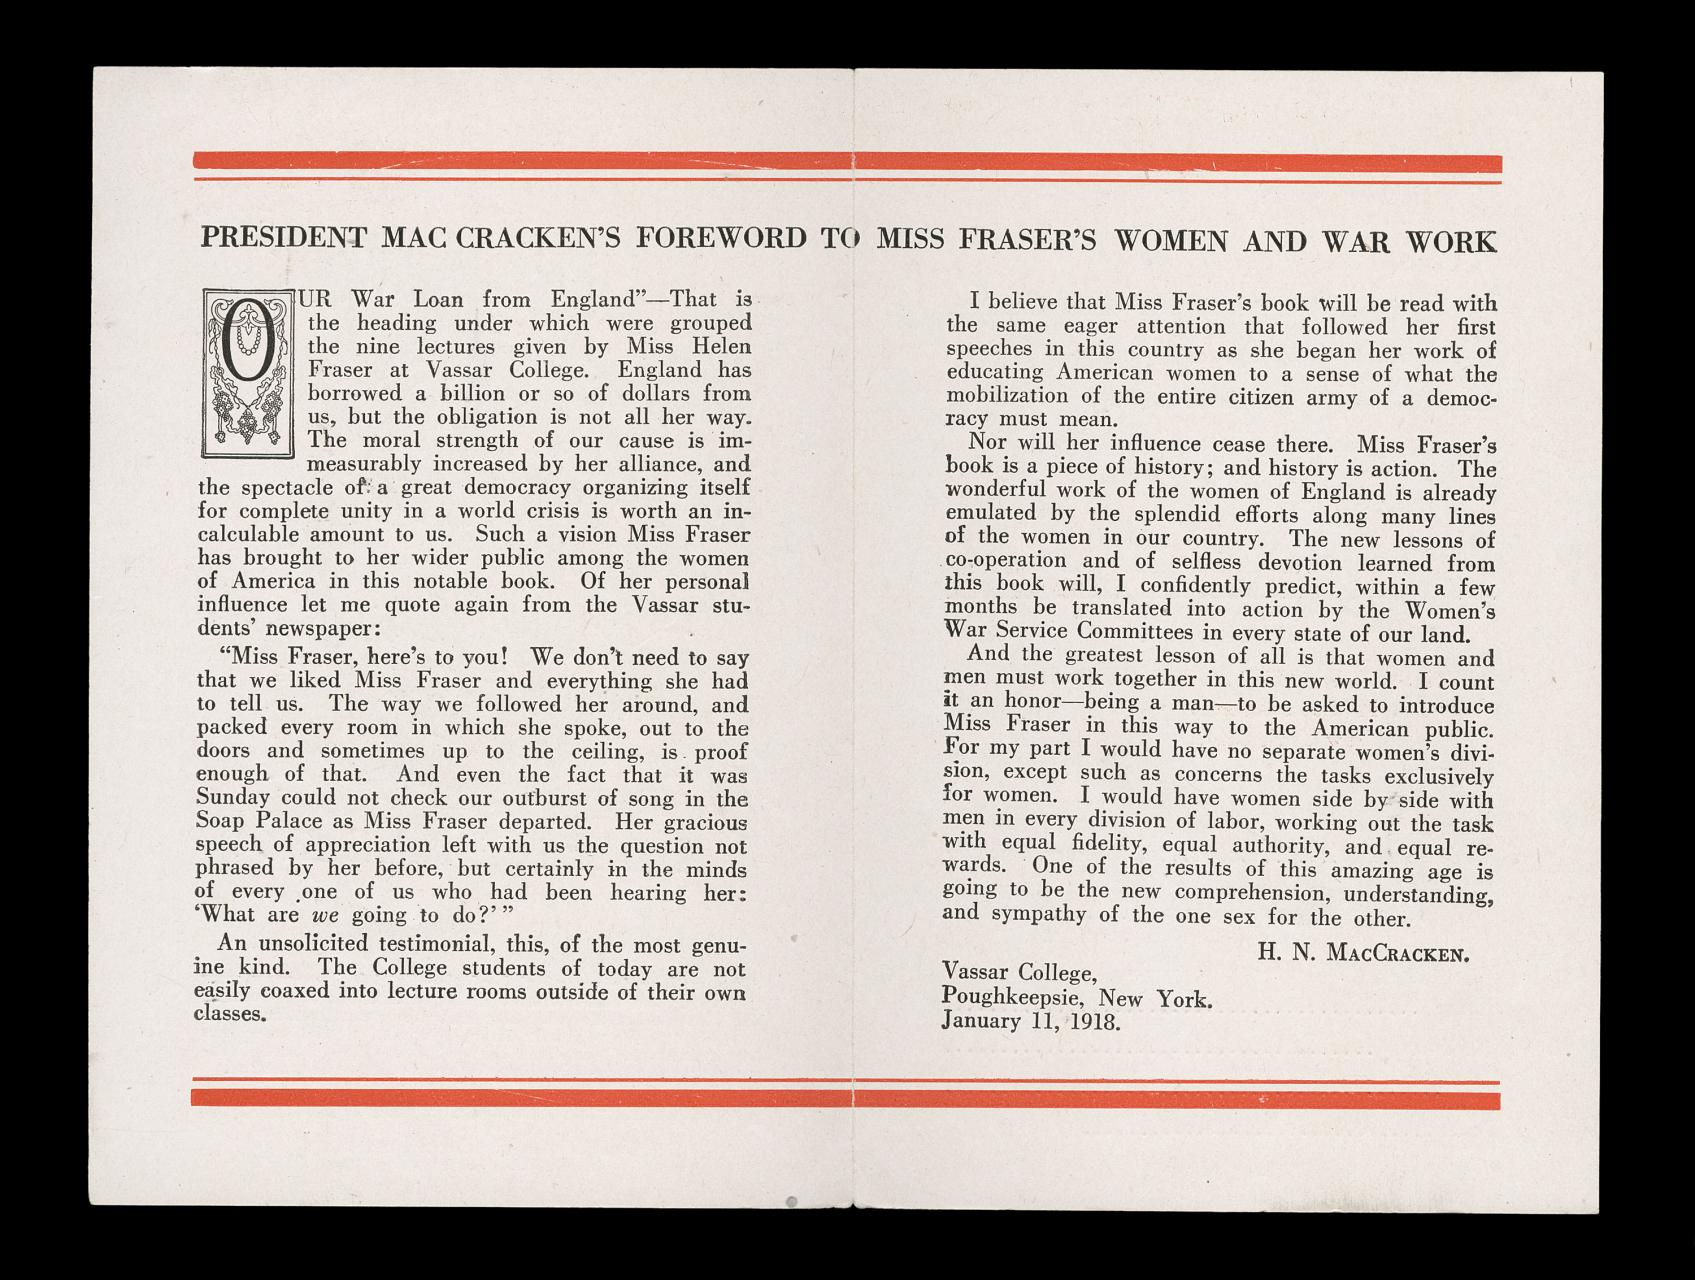 PRESIDENT MAC CRACKEN'S FOREWORD TO MISS FRASER'S WOMEN AND WAR WORK
OUR War Loan from England”—That is
the heading under which were grouped
the nine lectures given by Miss Helen
Fraser at Vassar College. England has
borrowed a billion or so of dollars from
us, but the obligation is not all her way.
The moral strength of our cause is im-
measurably increased by her alliance, and
the spectacle of a great democracy organizing itself
for complete unity in a world crisis is worth an in-
calculable amount to us. Such a vision Miss Fraser
has brought to her wider public among the women
of America in this notable book. Of her personal
influence let me quote again from the Vassar stu-
dents’ newspaper:
“Miss Fraser, here’s to you! We don’t need to say
that we liked Miss Fraser and everything she had
to tell us. The way we followed her around, and
packed every room in which she spoke, out to the
doors and sometimes up to the ceiling, is proof
enough of that. And even the fact that it was
Sunday could not check our outburst of song in the
Soap Palace as Miss Fraser departed. Her gracious
speech of appreciation left with us the question not
phrased by her before, but certainly in the minds
of every one of us who had been hearing her:
‘What are we going to do?’ ”
An unsolicited testimonial, this, of the most genu-
ine kind. The College students of today are not
easily coaxed into lecture rooms outside of their own
classes.
I believe that Miss Fraser’s book will be read with
the same eager attention that followed her first
speeches in this country as she began her work of
educating American women to a sense of what the
mobilization of the entire citizen army of a democ-
racy must mean.
Nor will her influence cease there. Miss Fraser’s
book is a piece of history; and history is action. The
wonderful work of the women of England is already
emulated by the splendid efforts along many lines
of the women in our country. The new lessons of
co-operation and of selfless devotion learned from
this book will, I confidently predict, within a few
months be translated into action by the Women’s
War Service Committees in every state of our land.
And the greatest lesson of all is that women and
men must work together in this new world. I count
it an honor—being a man—to be asked to introduce
Miss Fraser in this way to the American public.
For my part I would have no separate women’s divi-
sion, except such as concerns the tasks exclusively
for women. I would have women side by side with
men in every division of labor, working out the task
with equal fidelity, equal authority, and equal re-
wards. One of the results of this amazing age is
going to be the new comprehension, understanding,
and sympathy of the one sex for the other.
H. N. MACCRACKEN.
Vassar College,
Poughkeepsie, New York.
January 11, 1918.